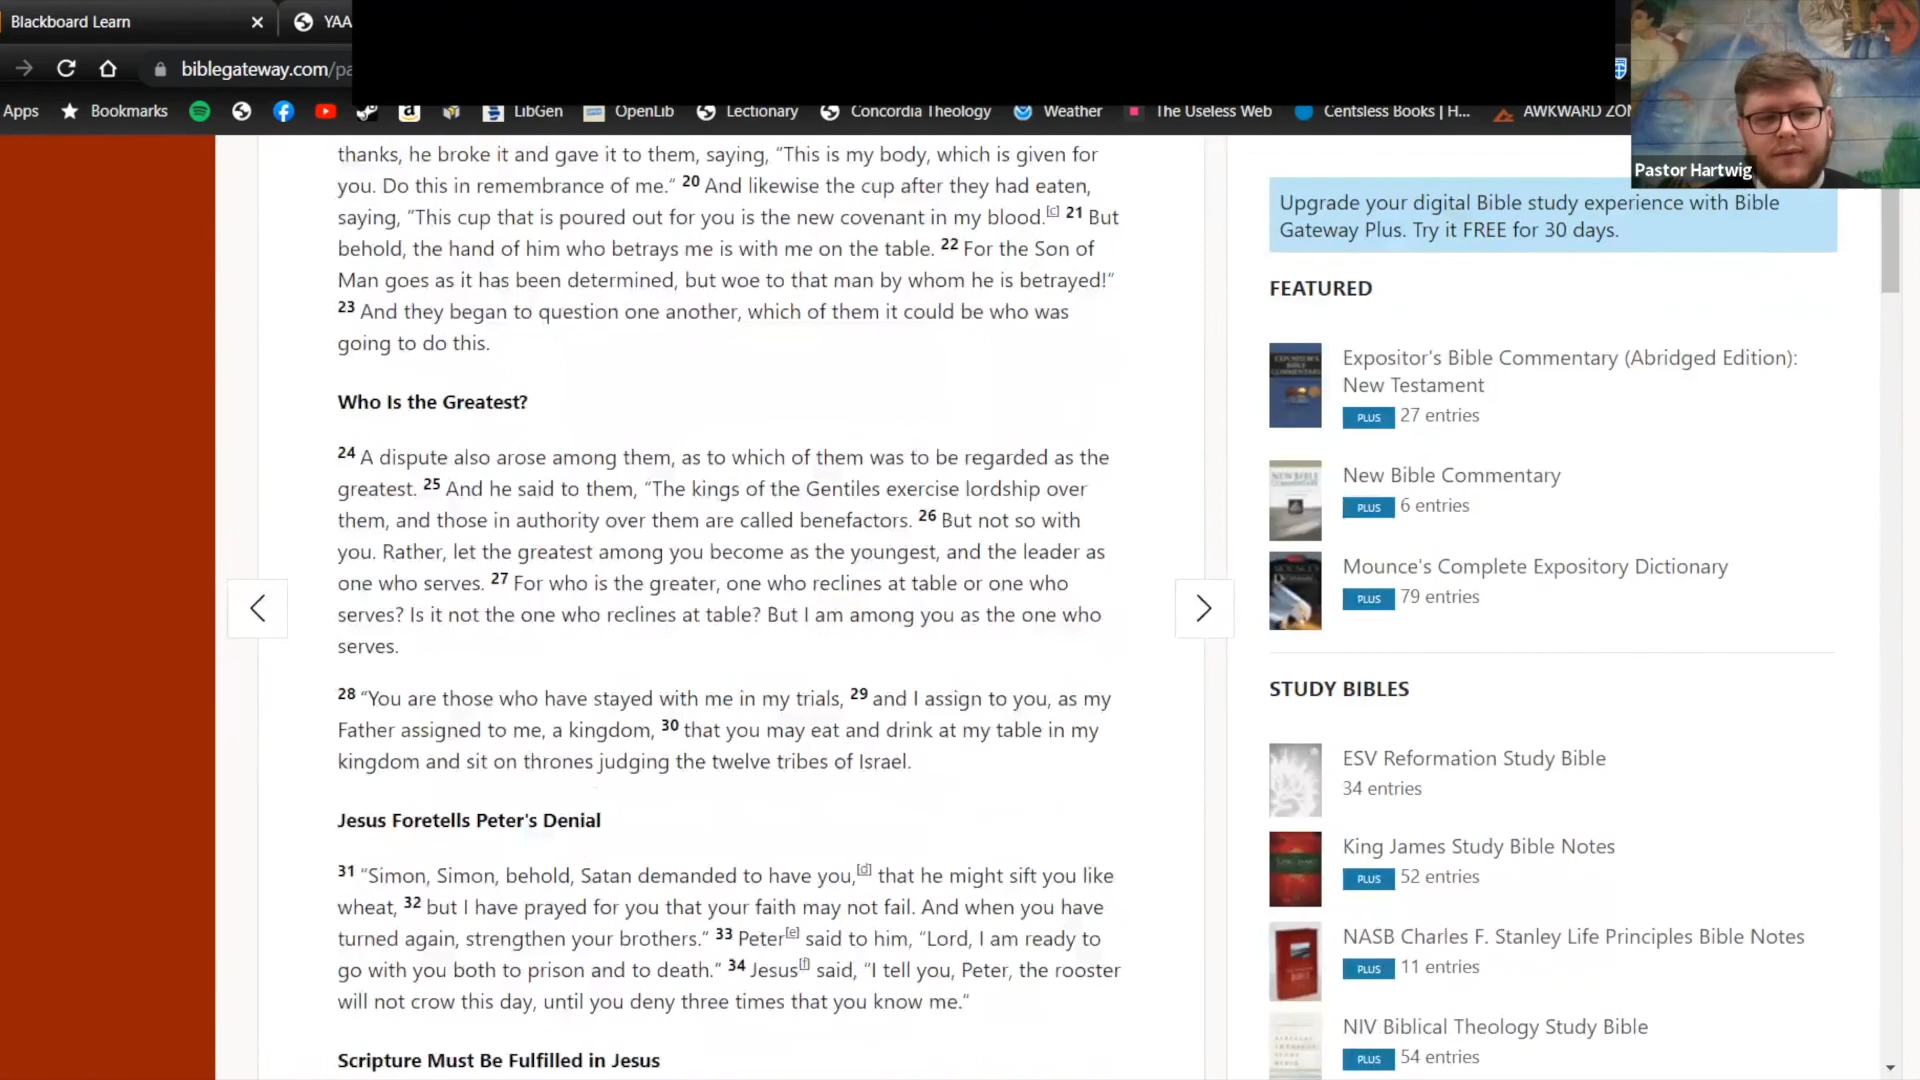 Blackboard Learn
YAA
biblegateway.com/pa
Apps
Bookmarks
LibGen
OpenLib
Lectionary
Concordia Theology
Weather
The Useless Web
Centsless Books | H...
AWKWARD ZON
Pastor Hartwig
thanks, he broke it and gave it to them, saying, “This is my body, which is given for
you. Do this in remembrance of me.” 20 And likewise the cup after they had eaten,
saying, “This cup that is poured out for you is the new covenant in my blood.[c] 21 But
behold, the hand of him who betrays me is with me on the table. 22 For the Son of
Man goes as it has been determined, but woe to that man by whom he is betrayed!”
23 And they began to question one another, which of them it could be who was
going to do this.
Who Is the Greatest?
24 A dispute also arose among them, as to which of them was to be regarded as the
greatest. 25 And he said to them, “The kings of the Gentiles exercise lordship over
them, and those in authority over them are called benefactors. 26 But not so with
you. Rather, let the greatest among you become as the youngest, and the leader as
one who serves. 27 For who is the greater, one who reclines at table or one who
serves? Is it not the one who reclines at table? But I am among you as the one who
serves.
28 “You are those who have stayed with me in my trials, 29 and I assign to you, as my
Father assigned to me, a kingdom, 30 that you may eat and drink at my table in my
kingdom and sit on thrones judging the twelve tribes of Israel.
Jesus Foretells Peter's Denial
31 “Simon, Simon, behold, Satan demanded to have you,[d] that he might sift you like
wheat, 32 but I have prayed for you that your faith may not fail. And when you have
turned again, strengthen your brothers.” 33 Peter[e] said to him, “Lord, I am ready to
go with you both to prison and to death.” 34 Jesus[f] said, “I tell you, Peter, the rooster
will not crow this day, until you deny three times that you know me.”
Scripture Must Be Fulfilled in Jesus
Upgrade your digital Bible study experience with Bible
Gateway Plus. Try it FREE for 30 days.
FEATURED
Expositor's Bible Commentary (Abridged Edition):
New Testament
PLUS 27 entries
New Bible Commentary
PLUS 6 entries
Mounce's Complete Expository Dictionary
PLUS 79 entries
STUDY BIBLES
ESV Reformation Study Bible
34 entries
King James Study Bible Notes
PLUS 52 entries
NASB Charles F. Stanley Life Principles Bible Notes
PLUS 11 entries
NIV Biblical Theology Study Bible
PLUS 54 entries